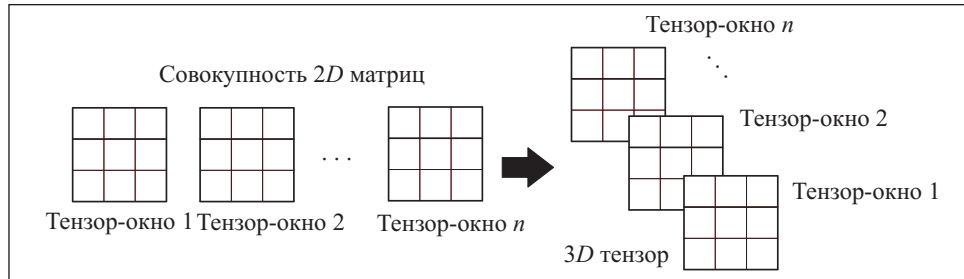 Совокупность 2D матриц
Тензор-окно 1
Тензор-окно 2
. . .
Тензор-окно n
Тензор-окно n
. . .
Тензор-окно 2
Тензор-окно 1
3D тензор